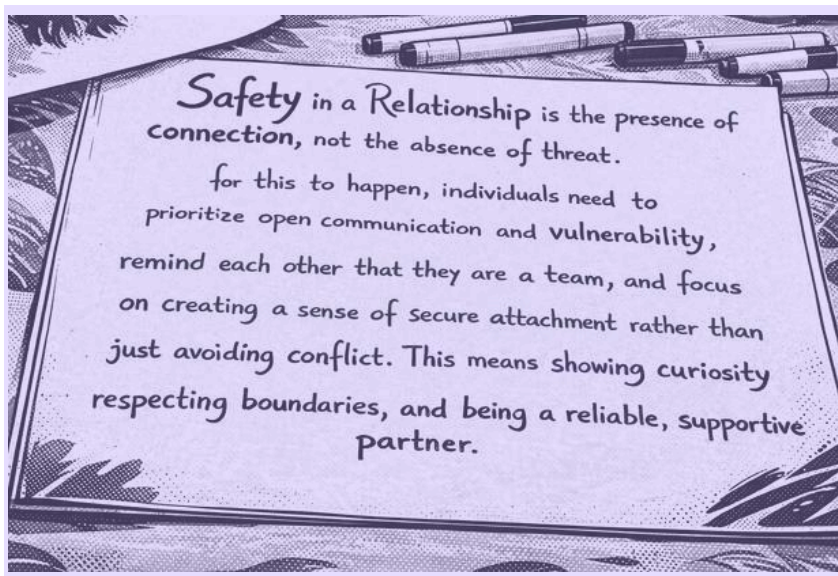 Safety in a Relationship is the presence of
connection, not the absence of threat.
for this to happen, individuals need to
prioritize open communication and vulnerability,
remind each other that they are a team, and focus
on creating a sense of secure attachment rather than
just avoiding conflict. This means showing curiosity
respecting boundaries, and being a reliable, supportive
partner.